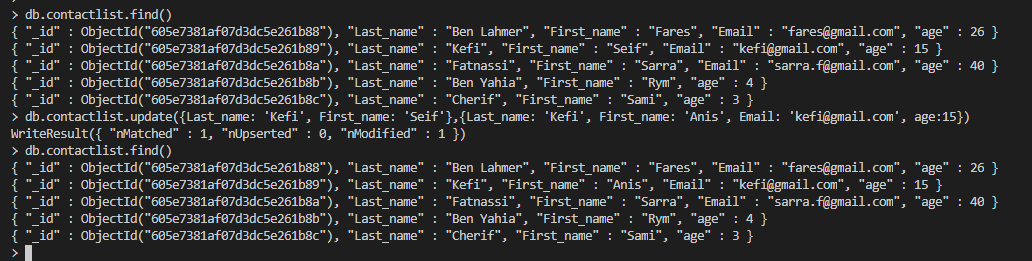 > db.contactlist.find()
{ "_id" : ObjectId("605e7381af07d3dc5e261b88"), "Last_name" : "Ben Lahmer", "First_name" : "Fares", "Email" : "fares@gmail.com", "age" : 26 }
{ "_id" : ObjectId("605e7381af07d3dc5e261b89"), "Last_name" : "Kefi", "First_name" : "Seif", "Email" : "kefi@gmail.com", "age" : 15 }
{ "_id" : ObjectId("605e7381af07d3dc5e261b8a"), "Last_name" : "Fatnassi", "First_name" : "Sarra", "Email" : "sarra.f@gmail.com", "age" : 40 }
{ "_id" : ObjectId("605e7381af07d3dc5e261b8b"), "Last_name" : "Ben Yahia", "First_name" : "Rym", "age" : 4 }
{ "_id" : ObjectId("605e7381af07d3dc5e261b8c"), "Last_name" : "Cherif", "First_name" : "Sami", "age" : 3 }
> db.contactlist.update({Last_name: 'Kefi', First_name: 'Seif'},{Last_name: 'Kefi', First_name: 'Anis', Email: 'kefi@gmail.com', age:15})
WriteResult({ "nMatched" : 1, "nUpserted" : 0, "nModified" : 1 })
> db.contactlist.find()
{ "_id" : ObjectId("605e7381af07d3dc5e261b88"), "Last_name" : "Ben Lahmer", "First_name" : "Fares", "Email" : "fares@gmail.com", "age" : 26 }
{ "_id" : ObjectId("605e7381af07d3dc5e261b89"), "Last_name" : "Kefi", "First_name" : "Anis", "Email" : "kefi@gmail.com", "age" : 15 }
{ "_id" : ObjectId("605e7381af07d3dc5e261b8a"), "Last_name" : "Fatnassi", "First_name" : "Sarra", "Email" : "sarra.f@gmail.com", "age" : 40 }
{ "_id" : ObjectId("605e7381af07d3dc5e261b8b"), "Last_name" : "Ben Yahia", "First_name" : "Rym", "age" : 4 }
{ "_id" : ObjectId("605e7381af07d3dc5e261b8c"), "Last_name" : "Cherif", "First_name" : "Sami", "age" : 3 }
>